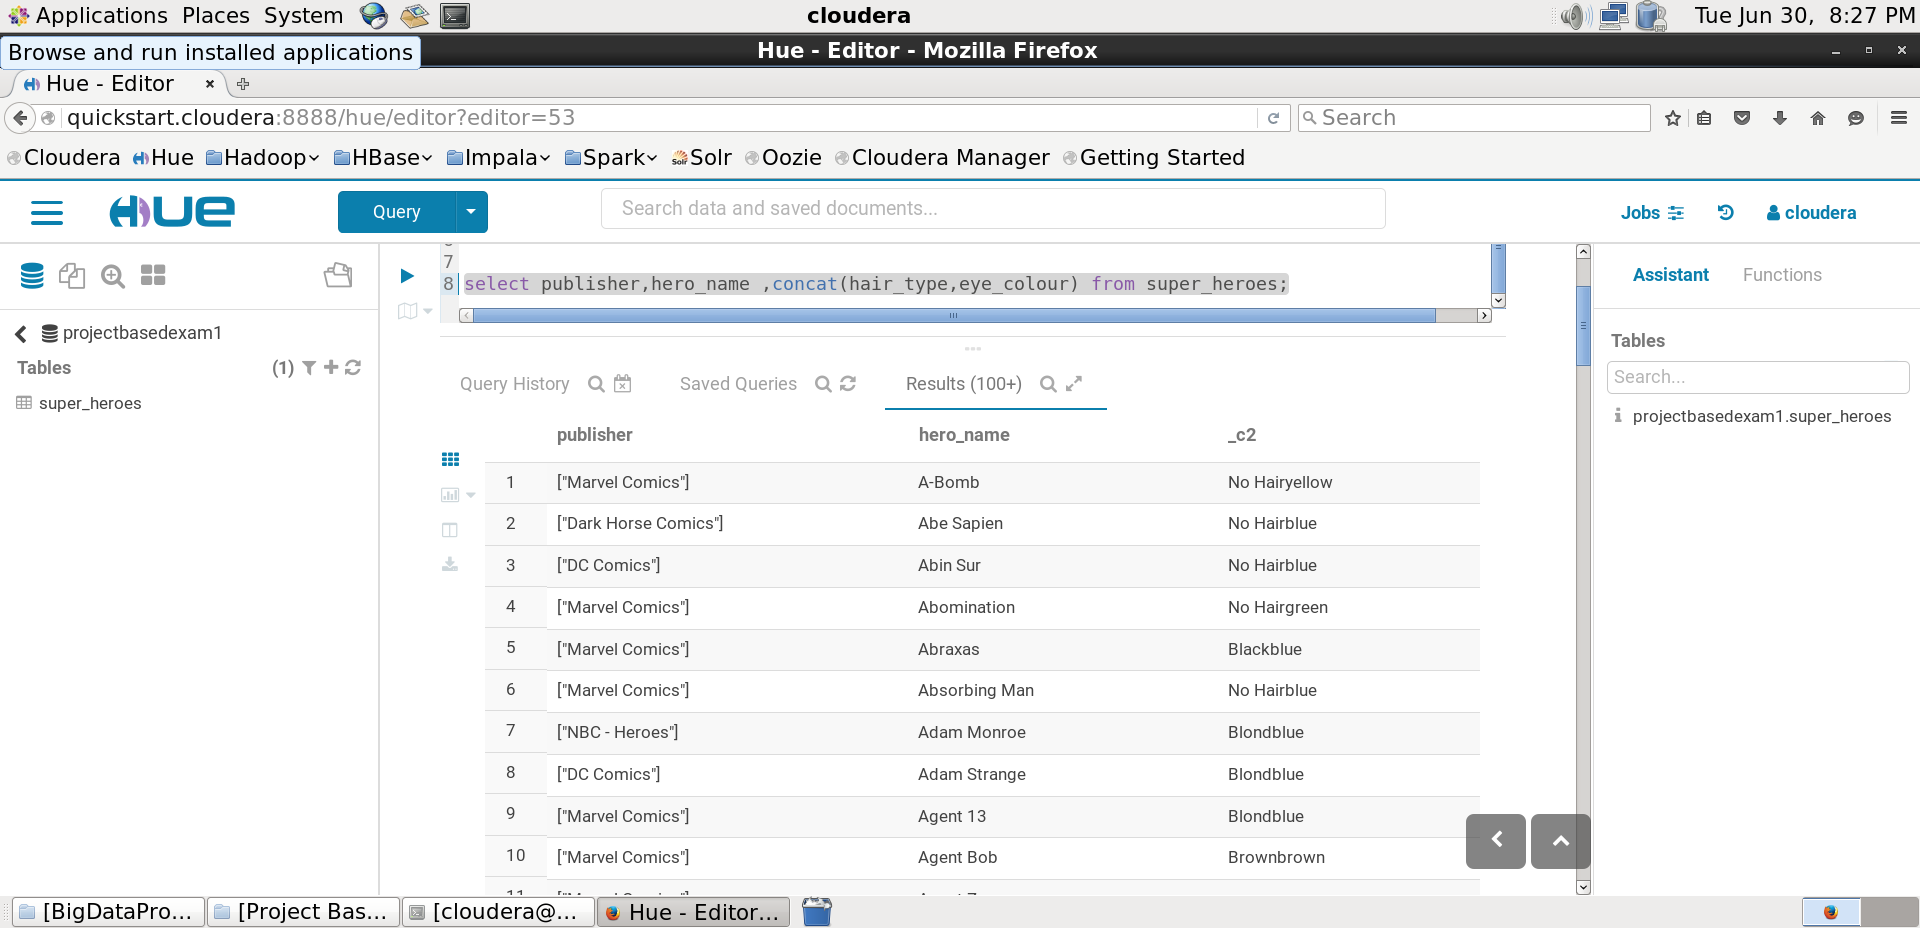 Applications Places System cloudera Tue Jun 30, 8:27 PM
Browse and run installed applications
Hue - Editor - Mozilla Firefox
Hue - Editor
quickstart.cloudera:8888/hue/editor?editor=53
Search
Cloudera Hue Hadoop HBase Impala Spark Solr Oozie Cloudera Manager Getting Started
HUE Query Search data and saved documents... Jobs cloudera
projectbasedexam1
Tables (1)
super_heroes
7
8 select publisher,hero_name ,concat(hair_type,eye_colour) from super_heroes;
Query History Saved Queries Results (100+)
publisher hero_name _c2
1 ["Marvel Comics"] A-Bomb No Hairyellow
2 ["Dark Horse Comics"] Abe Sapien No Hairblue
3 ["DC Comics"] Abin Sur No Hairblue
4 ["Marvel Comics"] Abomination No Hairgreen
5 ["Marvel Comics"] Abraxas Blackblue
6 ["Marvel Comics"] Absorbing Man No Hairblue
7 ["NBC - Heroes"] Adam Monroe Blondblue
8 ["DC Comics"] Adam Strange Blondblue
9 ["Marvel Comics"] Agent 13 Blondblue
10 ["Marvel Comics"] Agent Bob Brownbrown
Assistant Functions
Tables
Search...
projectbasedexam1.super_heroes
[BigDataPro... [Project Bas... [cloudera@... Hue - Editor...